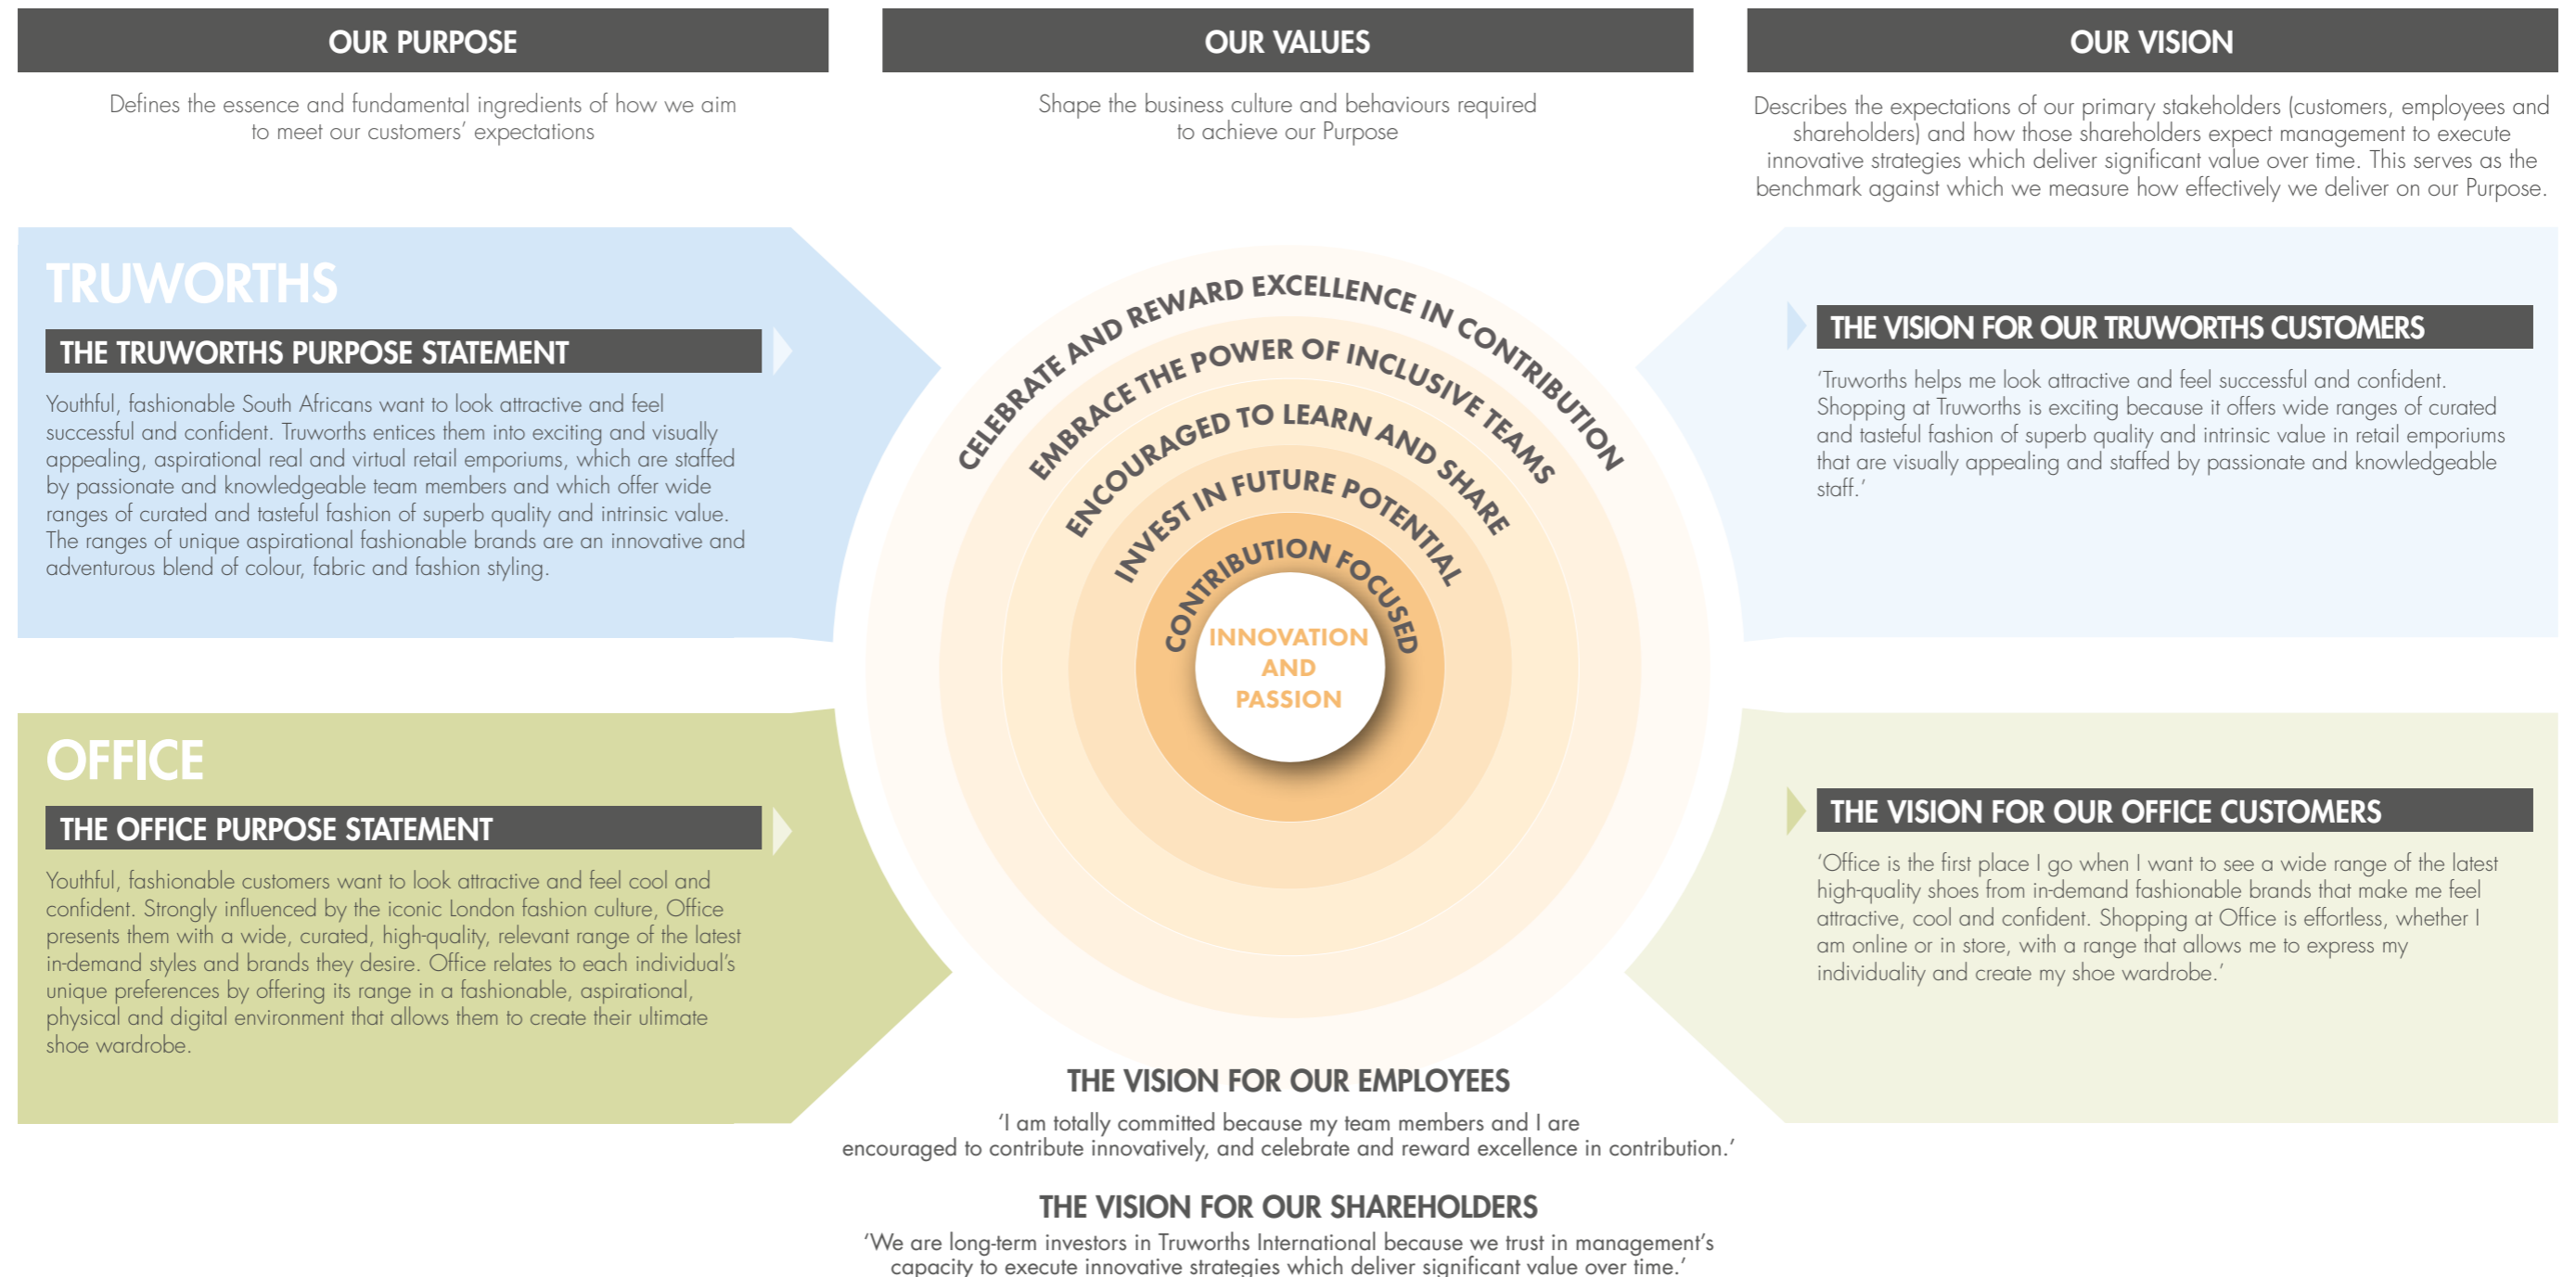 OUR PURPOSE
Defines the essence and fundamental ingredients of how we aim
to meet our customers’ expectations
OUR VALUES
Shape the business culture and behaviours required
to achieve our Purpose
OUR VISION
Describes the expectations of our primary stakeholders (customers, employees and
shareholders) and how those shareholders expect management to execute
innovative strategies which deliver significant value over time. This serves as the
benchmark against which we measure how effectively we deliver on our Purpose.
TRUWORTHS
THE TRUWORTHS PURPOSE STATEMENT
Youthful, fashionable South Africans want to look attractive and feel
successful and confident. Truworths entices them into exciting and visually
appealing, aspirational real and virtual retail emporiums, which are staffed
by passionate and knowledgeable team members and which offer wide
ranges of curated and tasteful fashion of superb quality and intrinsic value.
The ranges of unique aspirational fashionable brands are an innovative and
adventurous blend of colour, fabric and fashion styling.
OFFICE
THE OFFICE PURPOSE STATEMENT
Youthful, fashionable customers want to look attractive and feel cool and
confident. Strongly influenced by the iconic London fashion culture, Office
presents them with a wide, curated, high-quality, relevant range of the latest
in-demand styles and brands they desire. Office relates to each individual’s
unique preferences by offering its range in a fashionable, aspirational,
physical and digital environment that allows them to create their ultimate
shoe wardrobe.
CELEBRATE AND REWARD EXCELLENCE IN CONTRIBUTION
EMBRACE THE POWER OF INCLUSIVE TEAMS
ENCOURAGED TO LEARN AND SHARE
INVEST IN FUTURE POTENTIAL
CONTRIBUTION FOCUSED
INNOVATION
AND
PASSION
THE VISION FOR OUR TRUWORTHS CUSTOMERS
‘Truworths helps me look attractive and feel successful and confident.
Shopping at Truworths is exciting because it offers wide ranges of curated
and tasteful fashion of superb quality and intrinsic value in retail emporiums
that are visually appealing and staffed by passionate and knowledgeable
staff.’
THE VISION FOR OUR OFFICE CUSTOMERS
‘Office is the first place I go when I want to see a wide range of the latest
high-quality shoes from in-demand fashionable brands that make me feel
attractive, cool and confident. Shopping at Office is effortless, whether I
am online or in store, with a range that allows me to express my
individuality and create my shoe wardrobe.’
THE VISION FOR OUR EMPLOYEES
‘I am totally committed because my team members and I are
encouraged to contribute innovatively, and celebrate and reward excellence in contribution.’
THE VISION FOR OUR SHAREHOLDERS
‘We are long-term investors in Truworths International because we trust in management’s
capacity to execute innovative strategies which deliver significant value over time.’